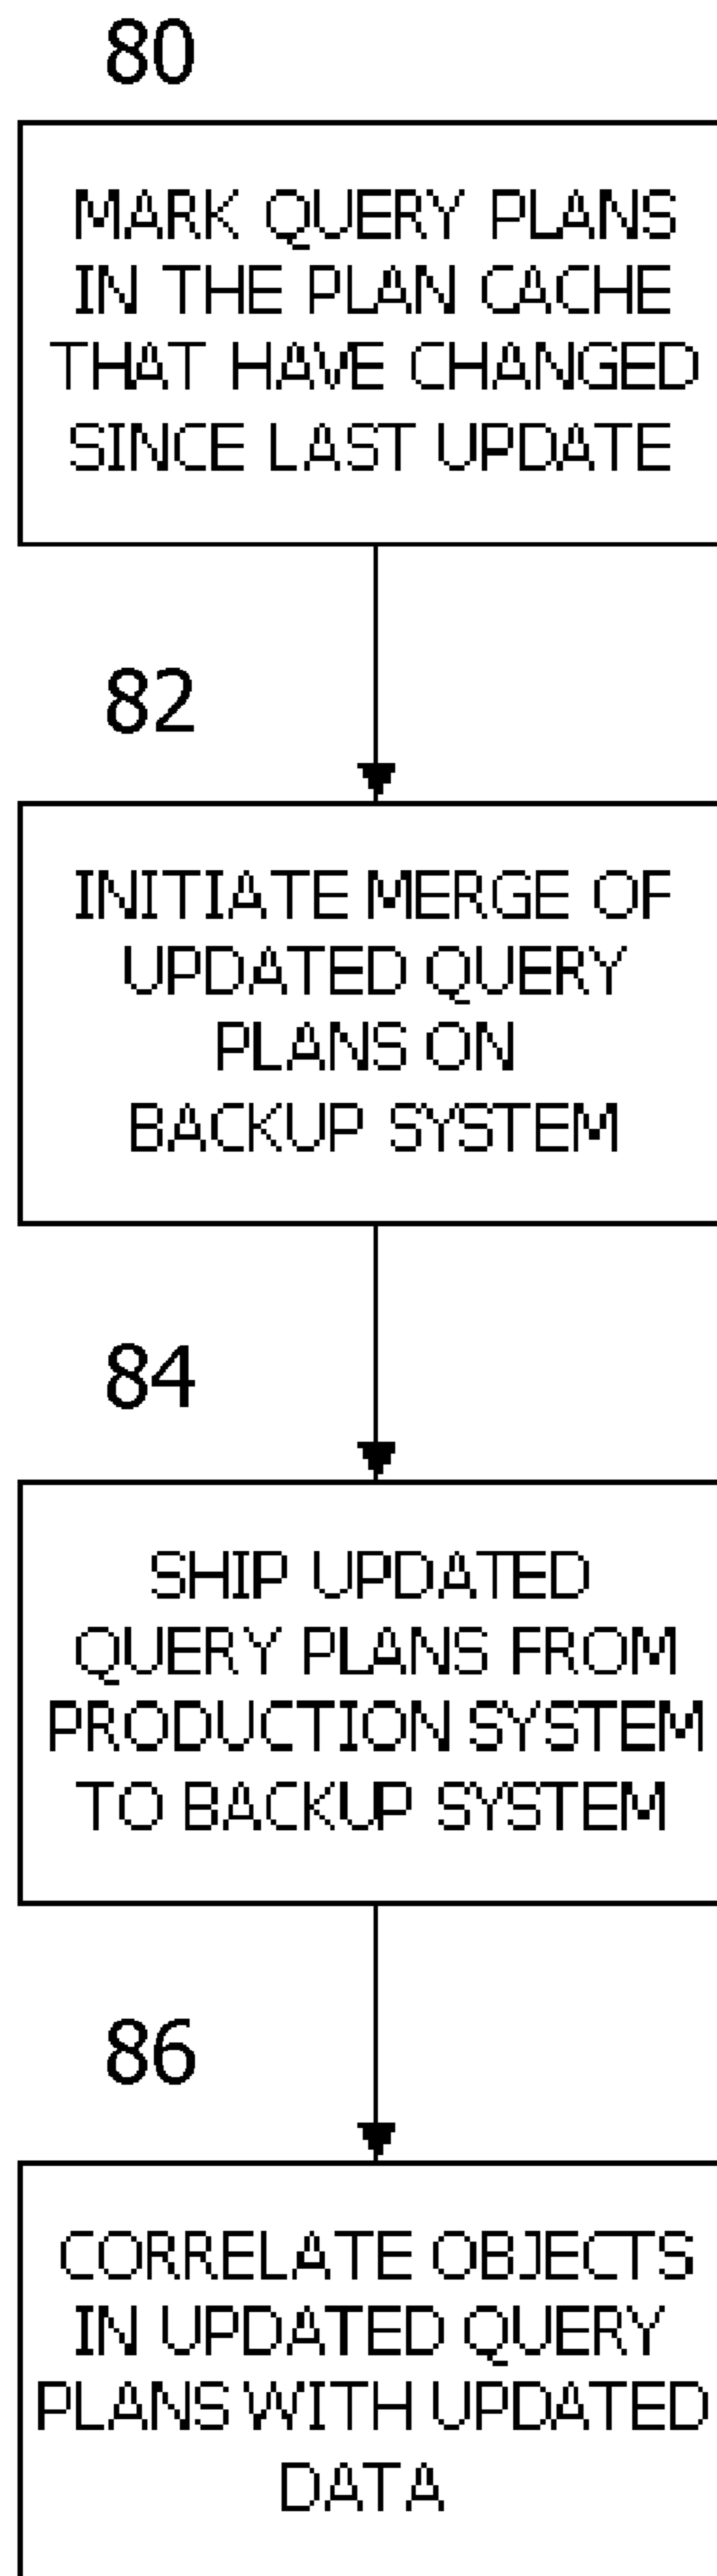 80
MARK QUERY PLANS
IN THE PLAN CACHE
THAT HAVE CHANGED
SINCE LAST UPDATE
82
INITIATE MERGE OF
UPDATED QUERY
PLANS ON
BACKUP SYSTEM
84
SHIP UPDATED
QUERY PLANS FROM
PRODUCTION SYSTEM
TO BACKUP SYSTEM
86
CORRELATE OBJECTS
IN UPDATED QUERY
PLANS WITH UPDATED
DATA